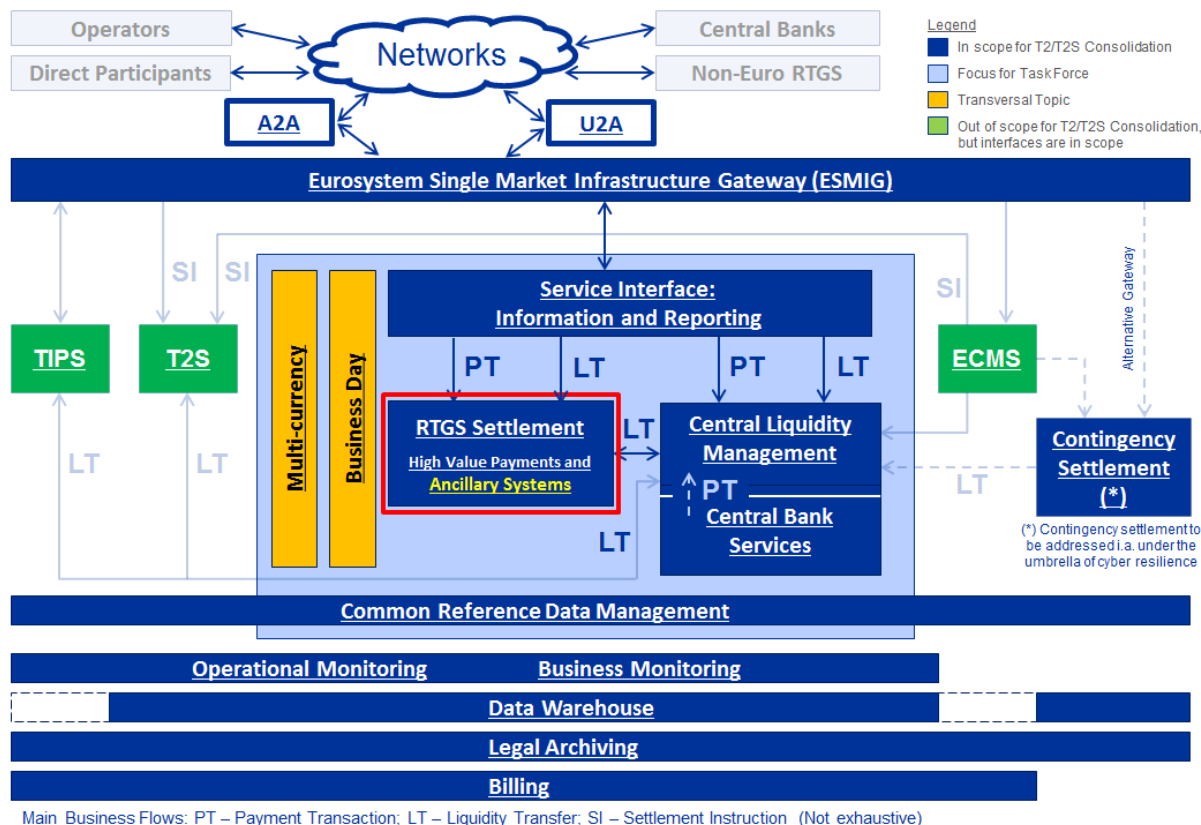 Operators
Direct Participants
Networks
Central Banks
Non-Euro RTGS
Legend
In scope for T2/T2S Consolidation
Focus for Task Force
Transversal Topic
Out of scope for T2/T2S Consolidation,
but interfaces are in scope
A2A
U2A
Eurosystem Single Market Infrastructure Gateway (ESMIG)
SI
SI
SI
Alternative Gateway
Service Interface:
Information and Reporting
TIPS
T2S
Multi-currency
Business Day
PT
LT
PT
LT
ECMS
RTGS Settlement
High Value Payments and
Ancillary Systems
LT
Central Liquidity
Management
PT
Central Bank
Services
Contingency
Settlement
(*)
LT
LT
LT
LT
(*) Contingency settlement to
be addressed i.a. under the
umbrella of cyber resilience
Common Reference Data Management
Operational Monitoring
Business Monitoring
Data Warehouse
Legal Archiving
Billing
Main Business Flows: PT – Payment Transaction; LT – Liquidity Transfer; SI – Settlement Instruction (Not exhaustive)